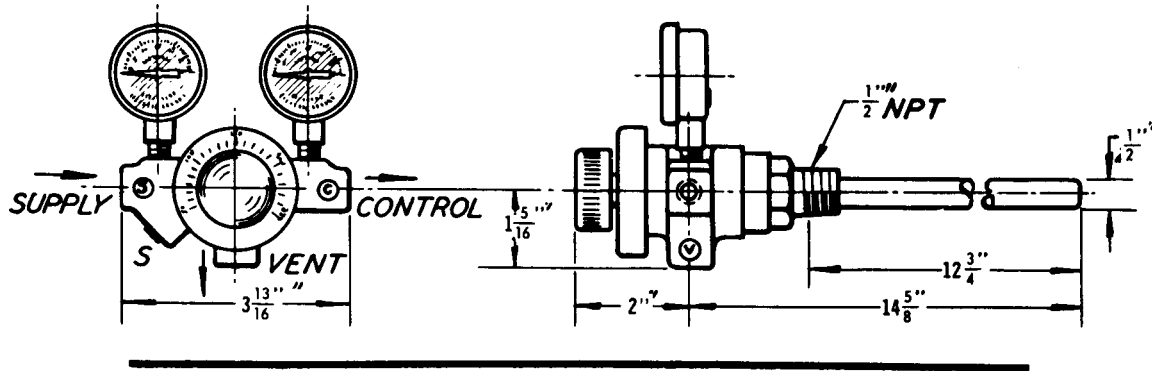 SUPPLY
S
C
CONTROL
S
VENT
3 13/16"
1 5/16"
V
1/2" NPT
1/2"
2"
12 3/4"
14 5/8"